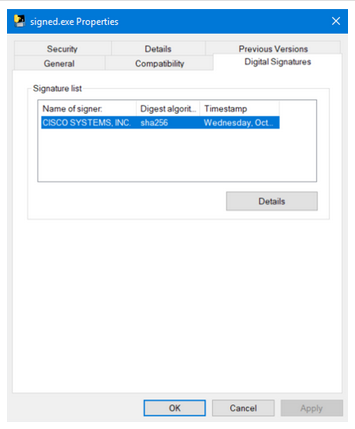 signed.exe Properties
Security Details Previous Versions
General Compatibility Digital Signatures
Signature list
Name of signer: Digest algorit... Timestamp
CISCO SYSTEMS, INC. sha256 Wednesday, Oct...
Details
OK Cancel Apply